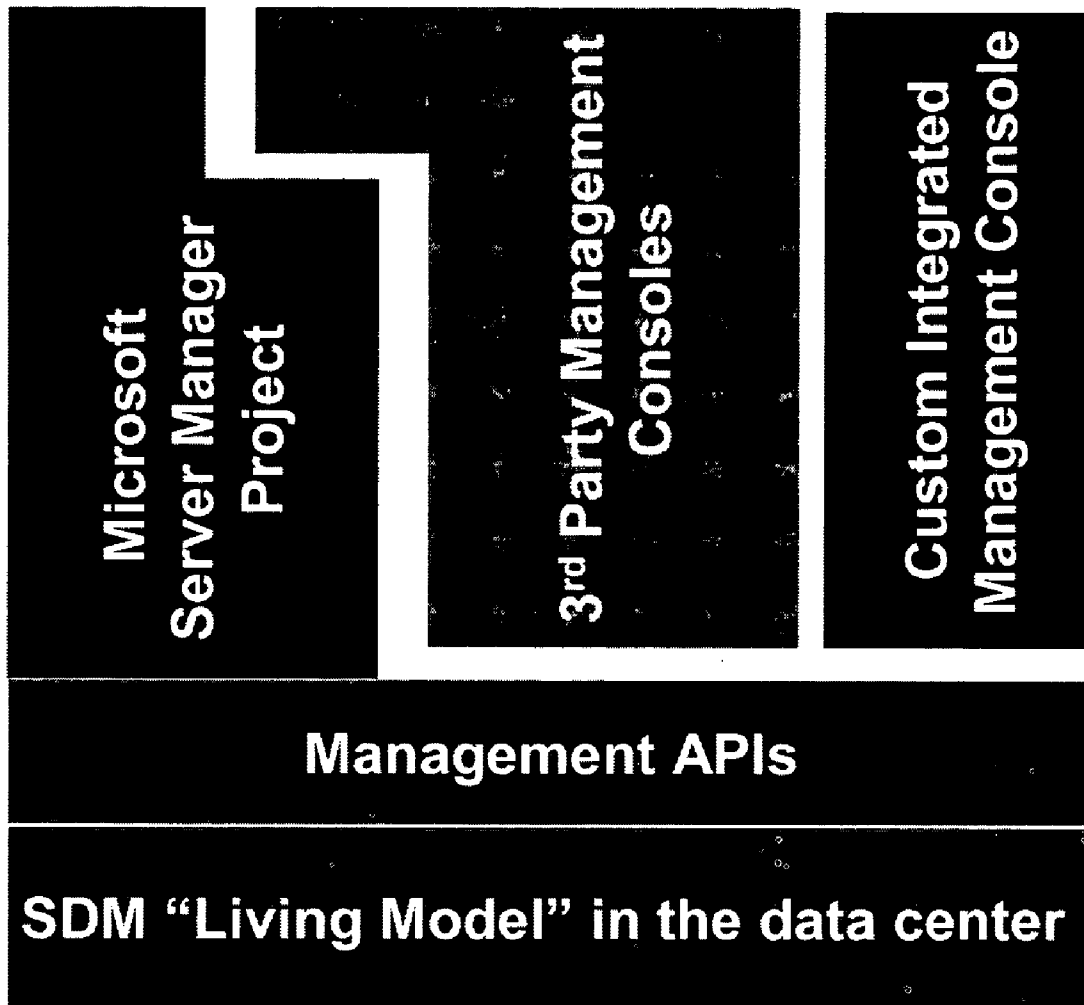 Microsoft
Server Manager
Project
3rd Party Management
Consoles
Custom Integrated
Management Console
Management APIs
SDM “Living Model” in the data center